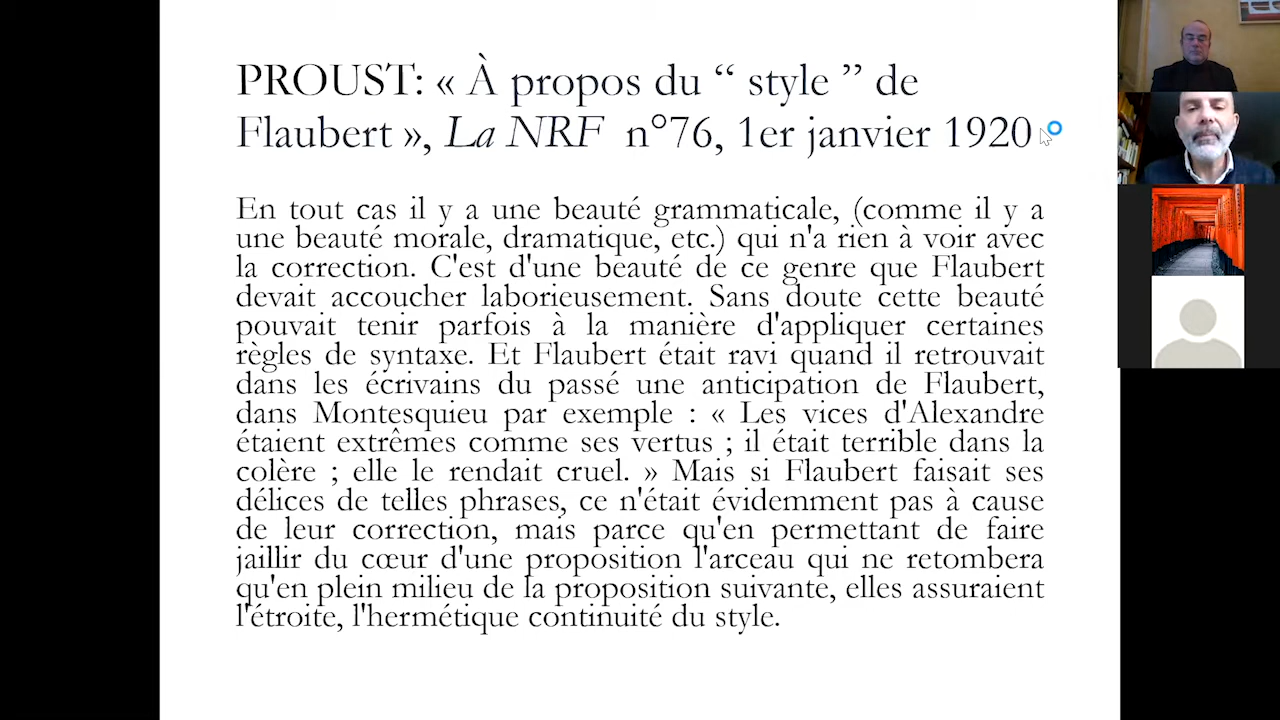 PROUST: « À propos du “ style ” de
Flaubert », La NRF n°76, 1er janvier 1920
En tout cas il y a une beauté grammaticale, (comme il y a
une beauté morale, dramatique, etc.) qui n'a rien à voir avec
la correction. C'est d'une beauté de ce genre que Flaubert
devait accoucher laborieusement. Sans doute cette beauté
pouvait tenir parfois à la manière d'appliquer certaines
règles de syntaxe. Et Flaubert était ravi quand il retrouvait
dans les écrivains du passé une anticipation de Flaubert,
dans Montesquieu par exemple : « Les vices d'Alexandre
étaient extrêmes comme ses vertus ; il était terrible dans la
colère ; elle le rendait cruel. » Mais si Flaubert faisait ses
délices de telles phrases, ce n'était évidemment pas à cause
de leur correction, mais parce qu'en permettant de faire
jaillir du cœur d'une proposition l'arceau qui ne retombera
qu'en plein milieu de la proposition suivante, elles assuraient
l'étroite, l'hermétique continuité du style.